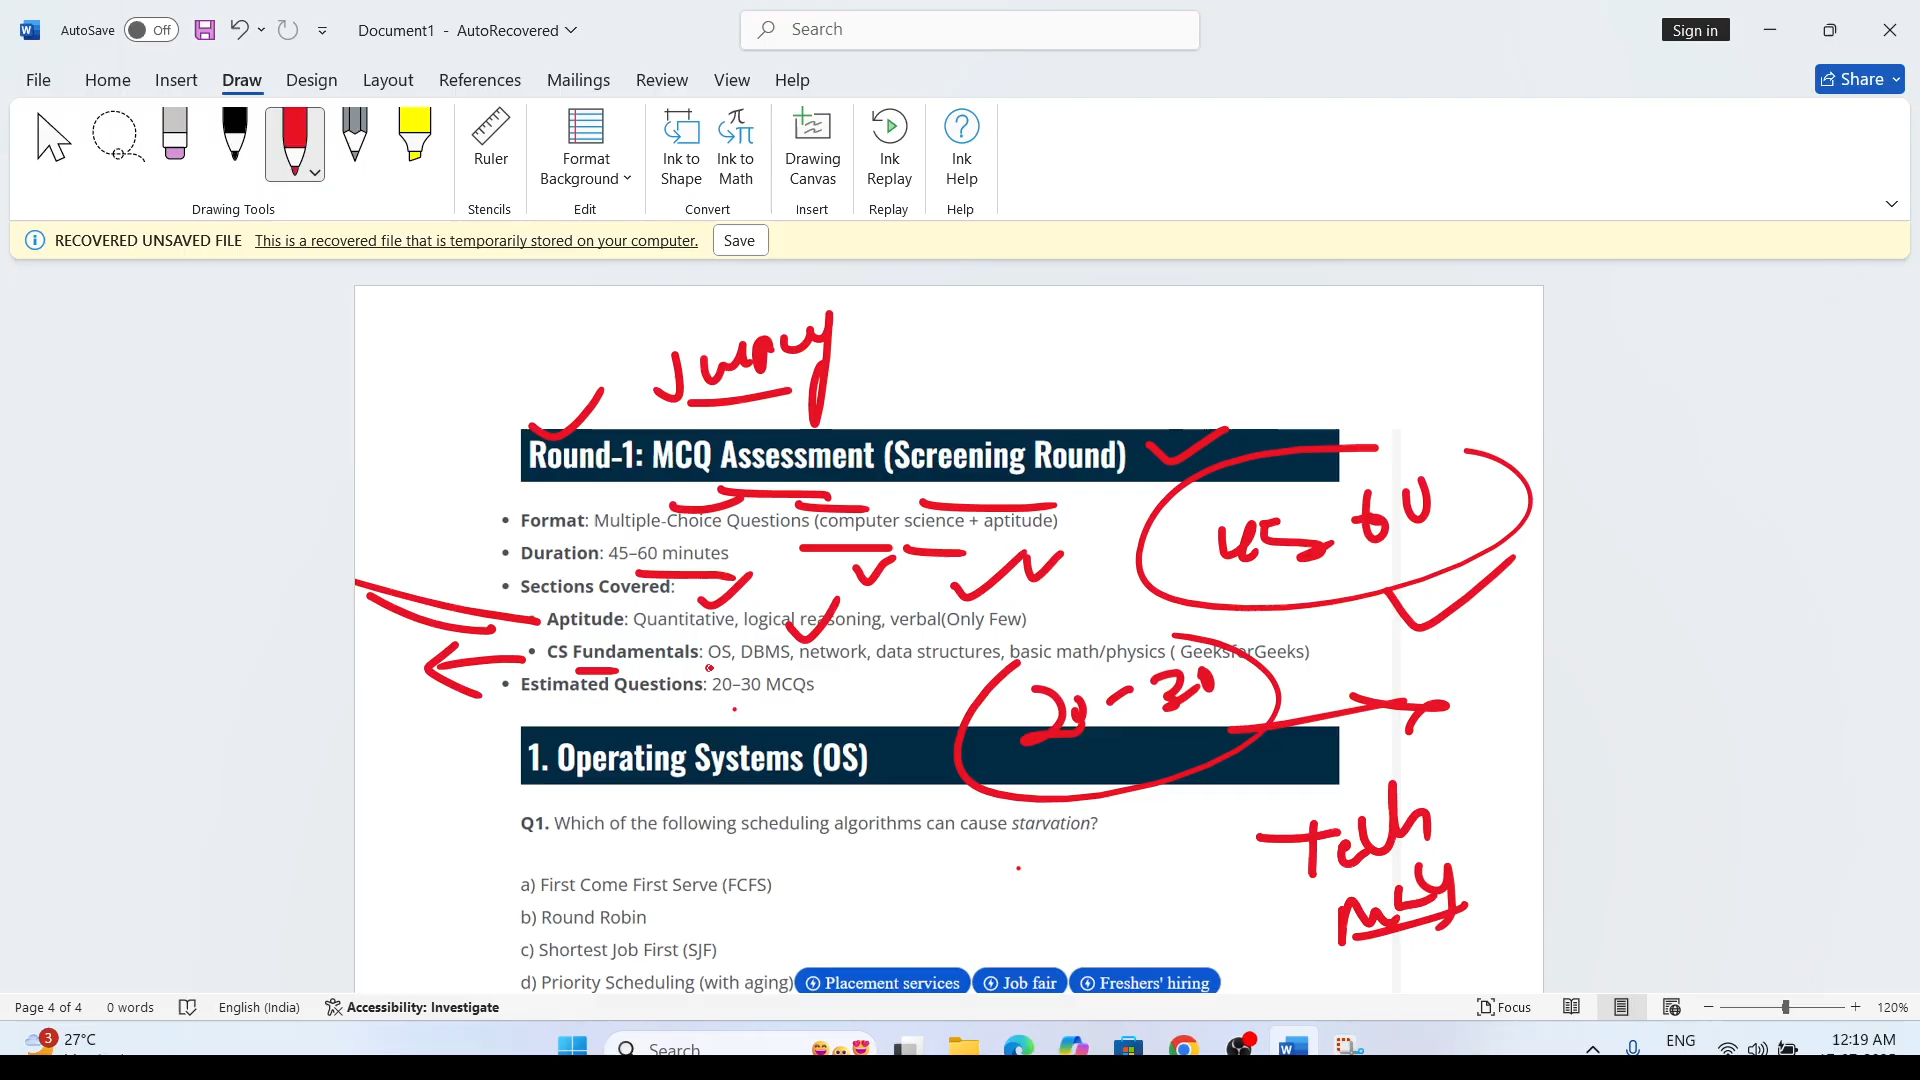 AutoSave Off Document1 - AutoRecovered Search Sign in
File Home Insert Draw Design Layout References Mailings Review View Help Share
Ruler Format Background Ink to Shape Ink to Math Drawing Canvas Ink Replay Ink Help
Drawing Tools Stencils Edit Convert Insert Replay Help
RECOVERED UNSAVED FILE This is a recovered file that is temporarily stored on your computer. Save
Round-1: MCQ Assessment (Screening Round)
• Format: Multiple-Choice Questions (computer science + aptitude)
60
• Duration: 45–60 minutes
• Sections Covered:
Aptitude: Quantitative, logical reasoning, verbal(Only Few)
• CS Fundamentals: OS, DBMS, network, data structures, basic math/physics ( GeeksforGeeks)
• Estimated Questions: 20–30 MCQs
20 - 30
1. Operating Systems (OS)
Q1. Which of the following scheduling algorithms can cause starvation?
Tech
a) First Come First Serve (FCFS)
b) Round Robin
c) Shortest Job First (SJF)
d) Priority Scheduling (with aging) Placement services Job fair Freshers' hiring
Page 4 of 4 0 words English (India) Accessibility: Investigate Focus 120%
3 27°C Search ENG 12:19 AM